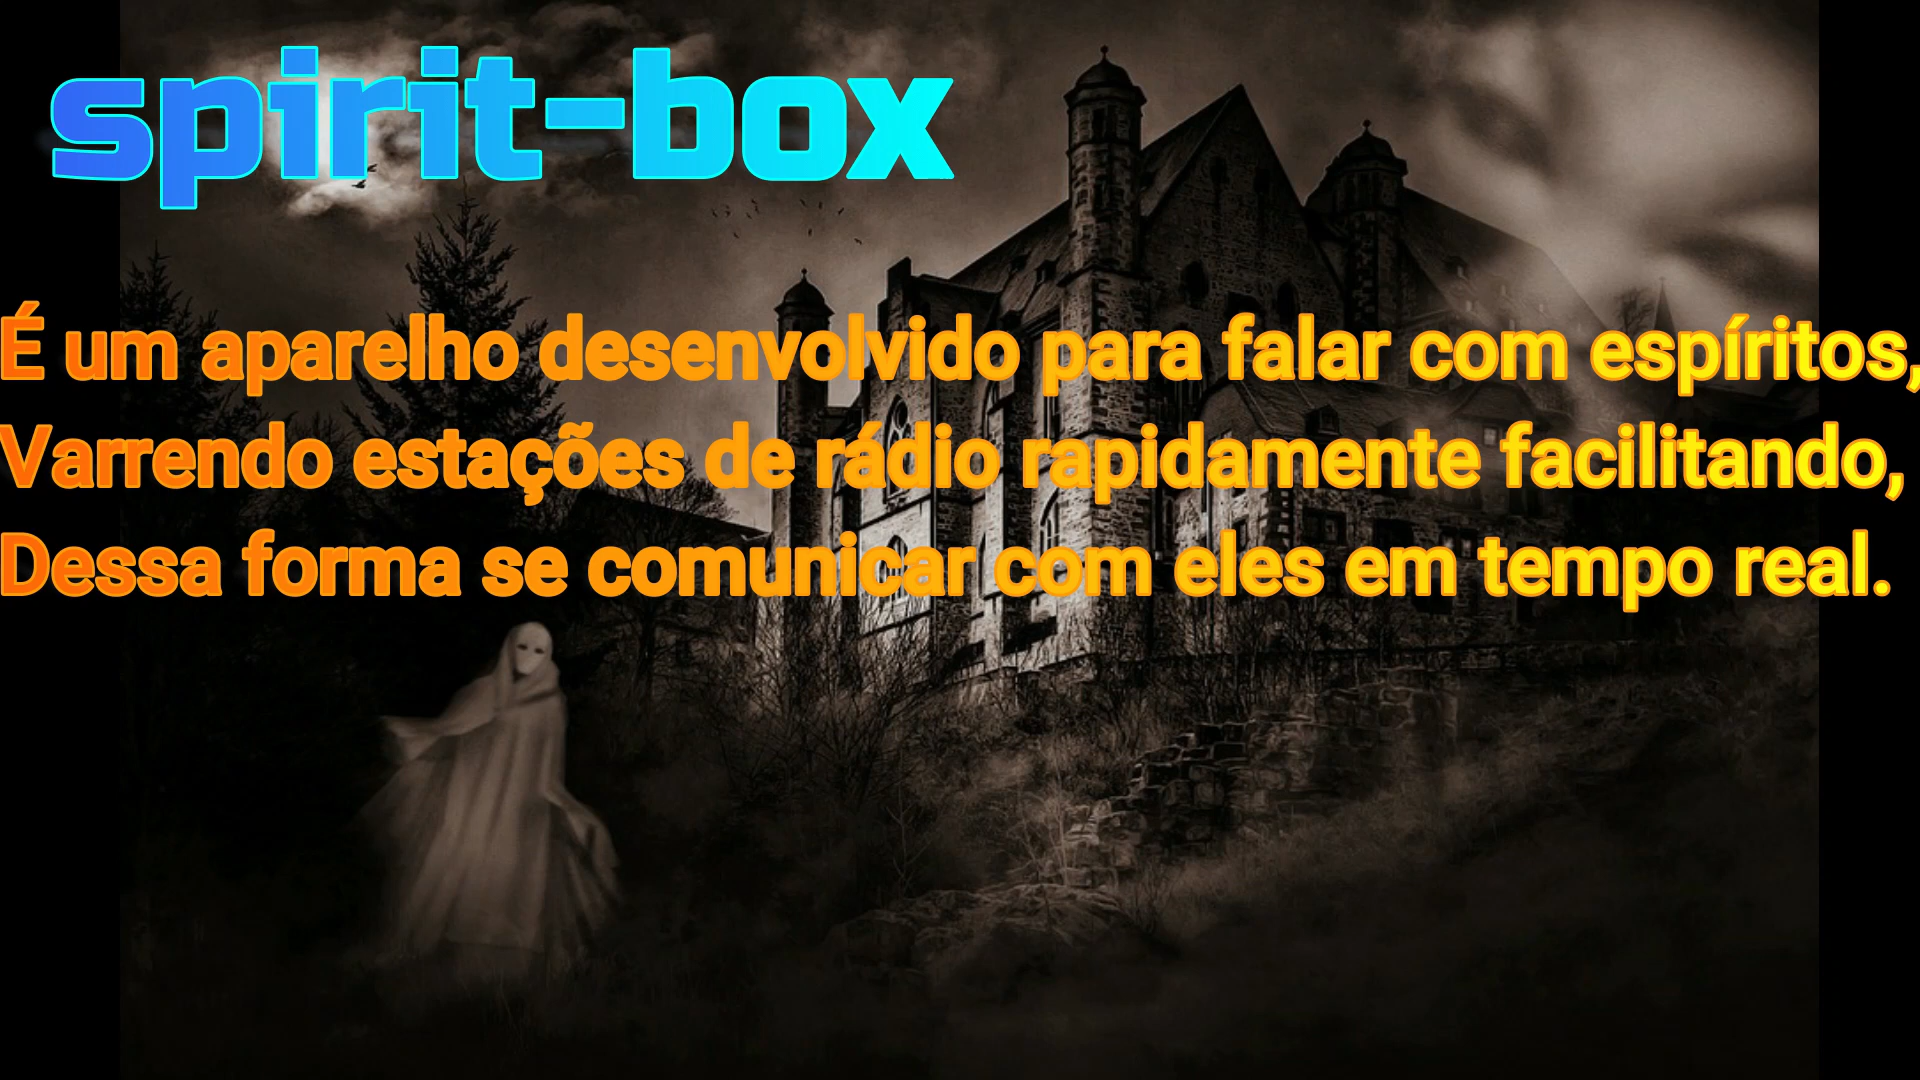 spirit-box
É um aparelho desenvolvido para falar com espíritos,
Varrendo estações de rádio rapidamente facilitando,
Dessa forma se comunicar com eles em tempo real.